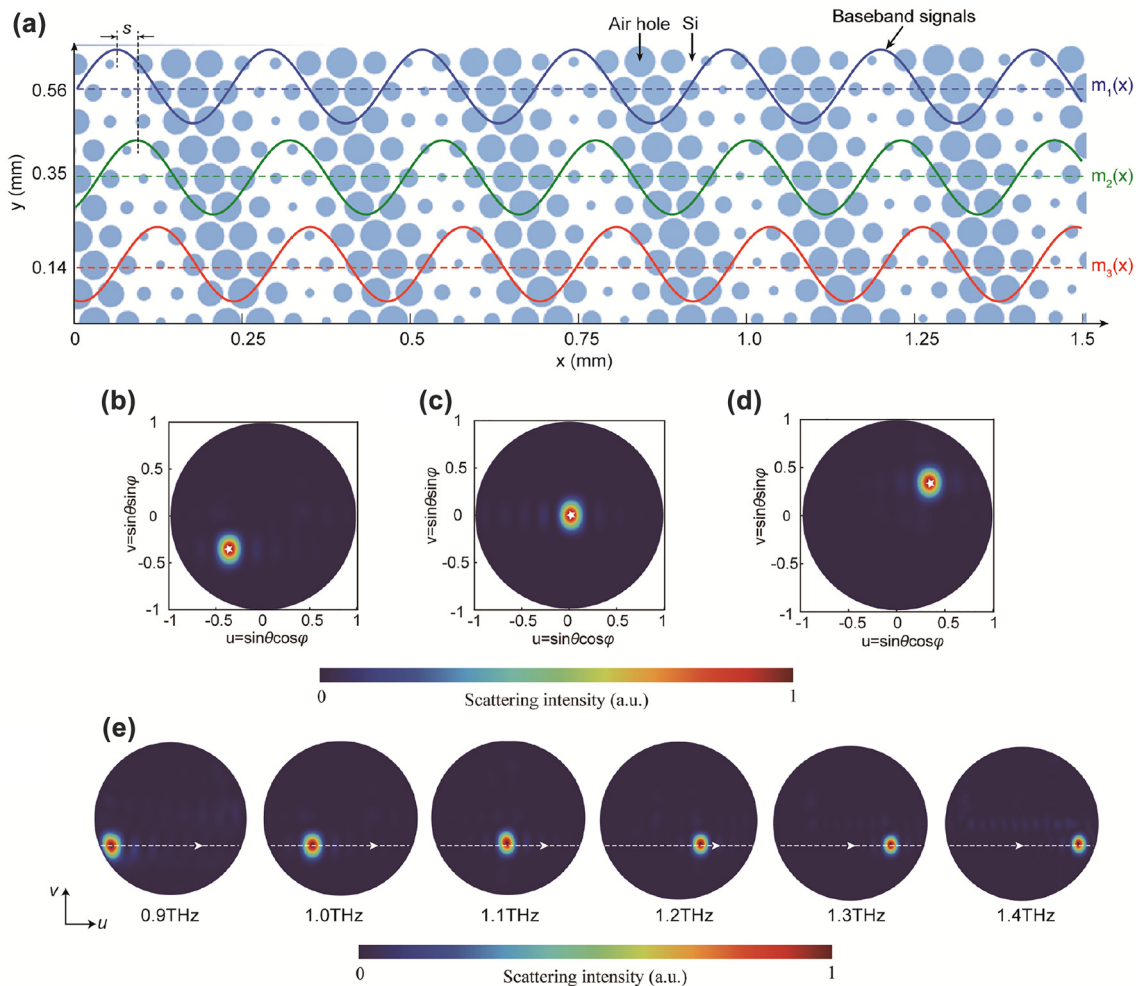 (a)
s
Air hole
Si
Baseband signals
0.56
m1(x)
0.35
m2(x)
0.14
m3(x)
y (mm)
0
0.25
0.5
0.75
1.0
1.25
1.5
x (mm)
(b)
1
0.5
0
-0.5
-1
v=sinθsinφ
-1 -0.5 0 0.5 1
u=sinθcosφ
(c)
1
0.5
0
-0.5
-1
v=sinθsinφ
-1 -0.5 0 0.5 1
u=sinθcosφ
(d)
1
0.5
0
-0.5
-1
v=sinθsinφ
-1 -0.5 0 0.5 1
u=sinθcosφ
0 1
Scattering intensity (a.u.)
(e)
v
u
0.9THz
1.0THz
1.1THz
1.2THz
1.3THz
1.4THz
0 1
Scattering intensity (a.u.)